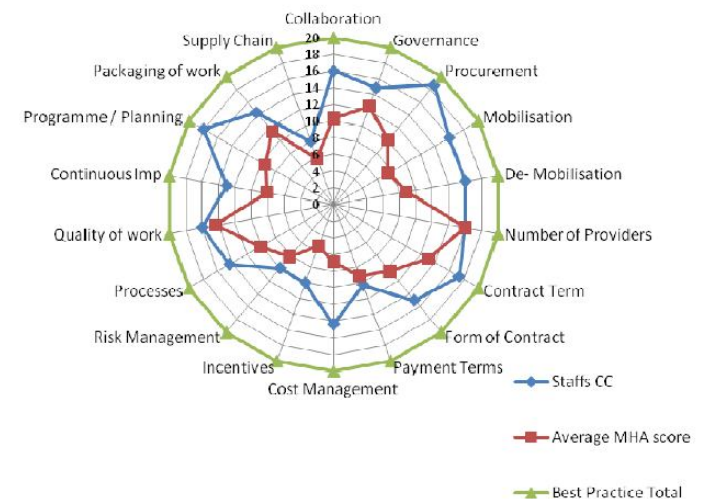 Collaboration
Supply Chain
Governance
Packaging of work
Procurement
Programme / Planning
Mobilisation
Continuous Imp
De- Mobilisation
Quality of work
Number of Providers
Processes
Contract Term
Risk Management
Form of Contract
Incentives
Payment Terms
Cost Management
20
18
16
14
12
10
8
6
4
2
0
Staffs CC
Average MHA score
Best Practice Total